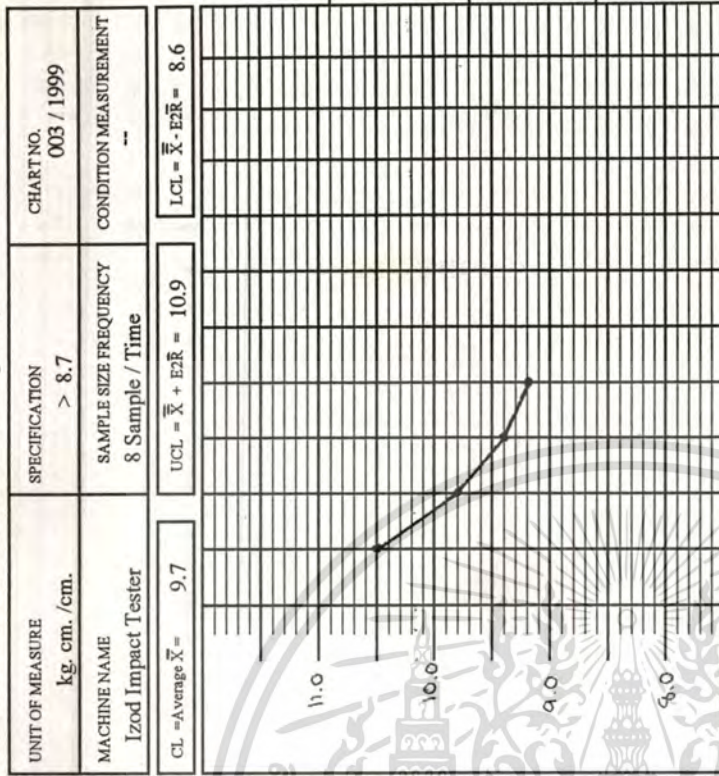 UNIT OF MEASURE
kg. cm. /cm.
SPECIFICATION
> 8.7
CHART NO.
003 / 1999
MACHINE NAME
Izod Impact Tester
SAMPLE SIZE FREQUENCY
8 Sample / Time
CONDITION MEASUREMENT
--
CL =Average X̿ = 9.7
UCL = X̿ + E2R̅ = 10.9
LCL = X̿ - E2R̅ = 8.6
11.0
10.0
9.0
8.0